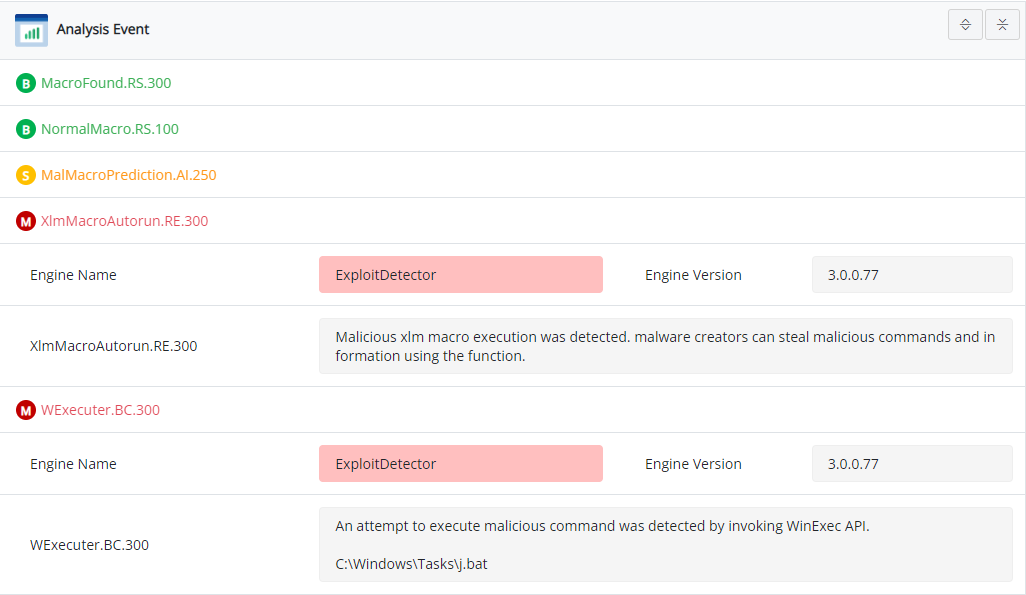 Analysis Event
B MacroFound.RS.300
B NormalMacro.RS.100
S MalMacroPrediction.AI.250
M XlmMacroAutorun.RE.300
Engine Name ExploitDetector Engine Version 3.0.0.77
XlmMacroAutorun.RE.300
Malicious xlm macro execution was detected. malware creators can steal malicious commands and in
formation using the function.
M WExecuter.BC.300
Engine Name ExploitDetector Engine Version 3.0.0.77
WExecuter.BC.300
An attempt to execute malicious command was detected by invoking WinExec API.
C:\Windows\Tasks\j.bat